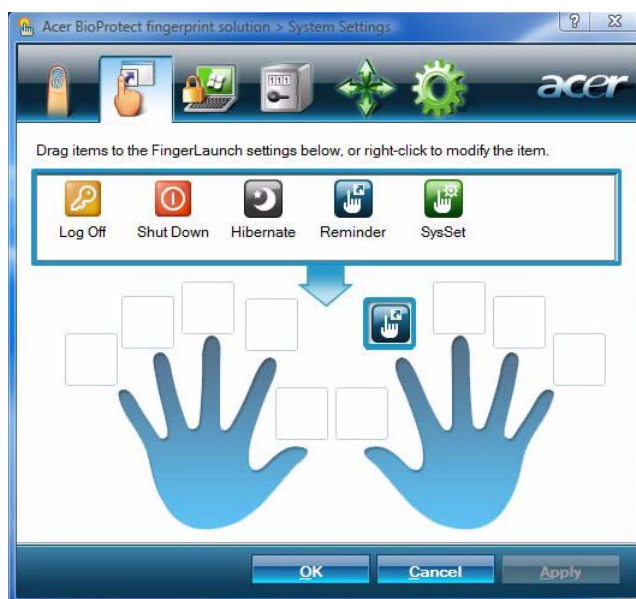 Acer BioProtect fingerprint solution > System Settings
acer
Drag items to the FingerLaunch settings below, or right-click to modify the item.
Log Off Shut Down Hibernate Reminder SysSet
OK Cancel Apply